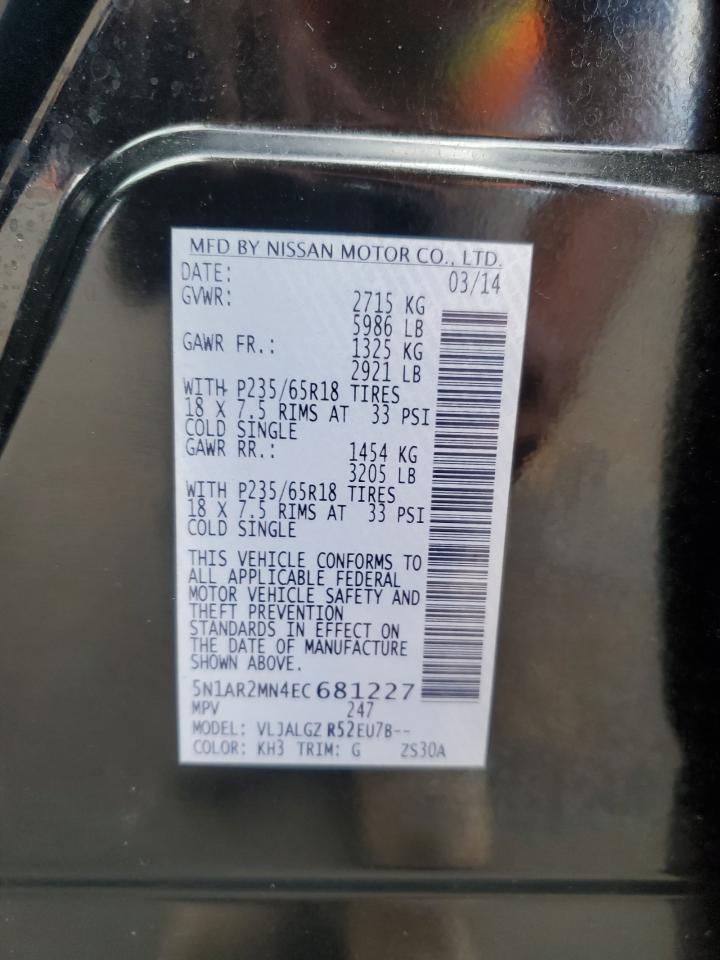 MFD BY NISSAN MOTOR CO., LTD.
DATE: 03/14
GVWR: 2715 KG
5986 LB
GAWR FR.: 1325 KG
2921 LB
WITH P235/65R18 TIRES
18 X 7.5 RIMS AT 33 PSI
COLD SINGLE
GAWR RR.: 1454 KG
3205 LB
WITH P235/65R18 TIRES
18 X 7.5 RIMS AT 33 PSI
COLD SINGLE
THIS VEHICLE CONFORMS TO
ALL APPLICABLE FEDERAL
MOTOR VEHICLE SAFETY AND
THEFT PREVENTION
STANDARDS IN EFFECT ON
THE DATE OF MANUFACTURE
SHOWN ABOVE.
5N1AR2MN4EC681227
MPV 247
MODEL: VLJALGZ R52EU7B--
COLOR: KH3 TRIM: G ZS30A